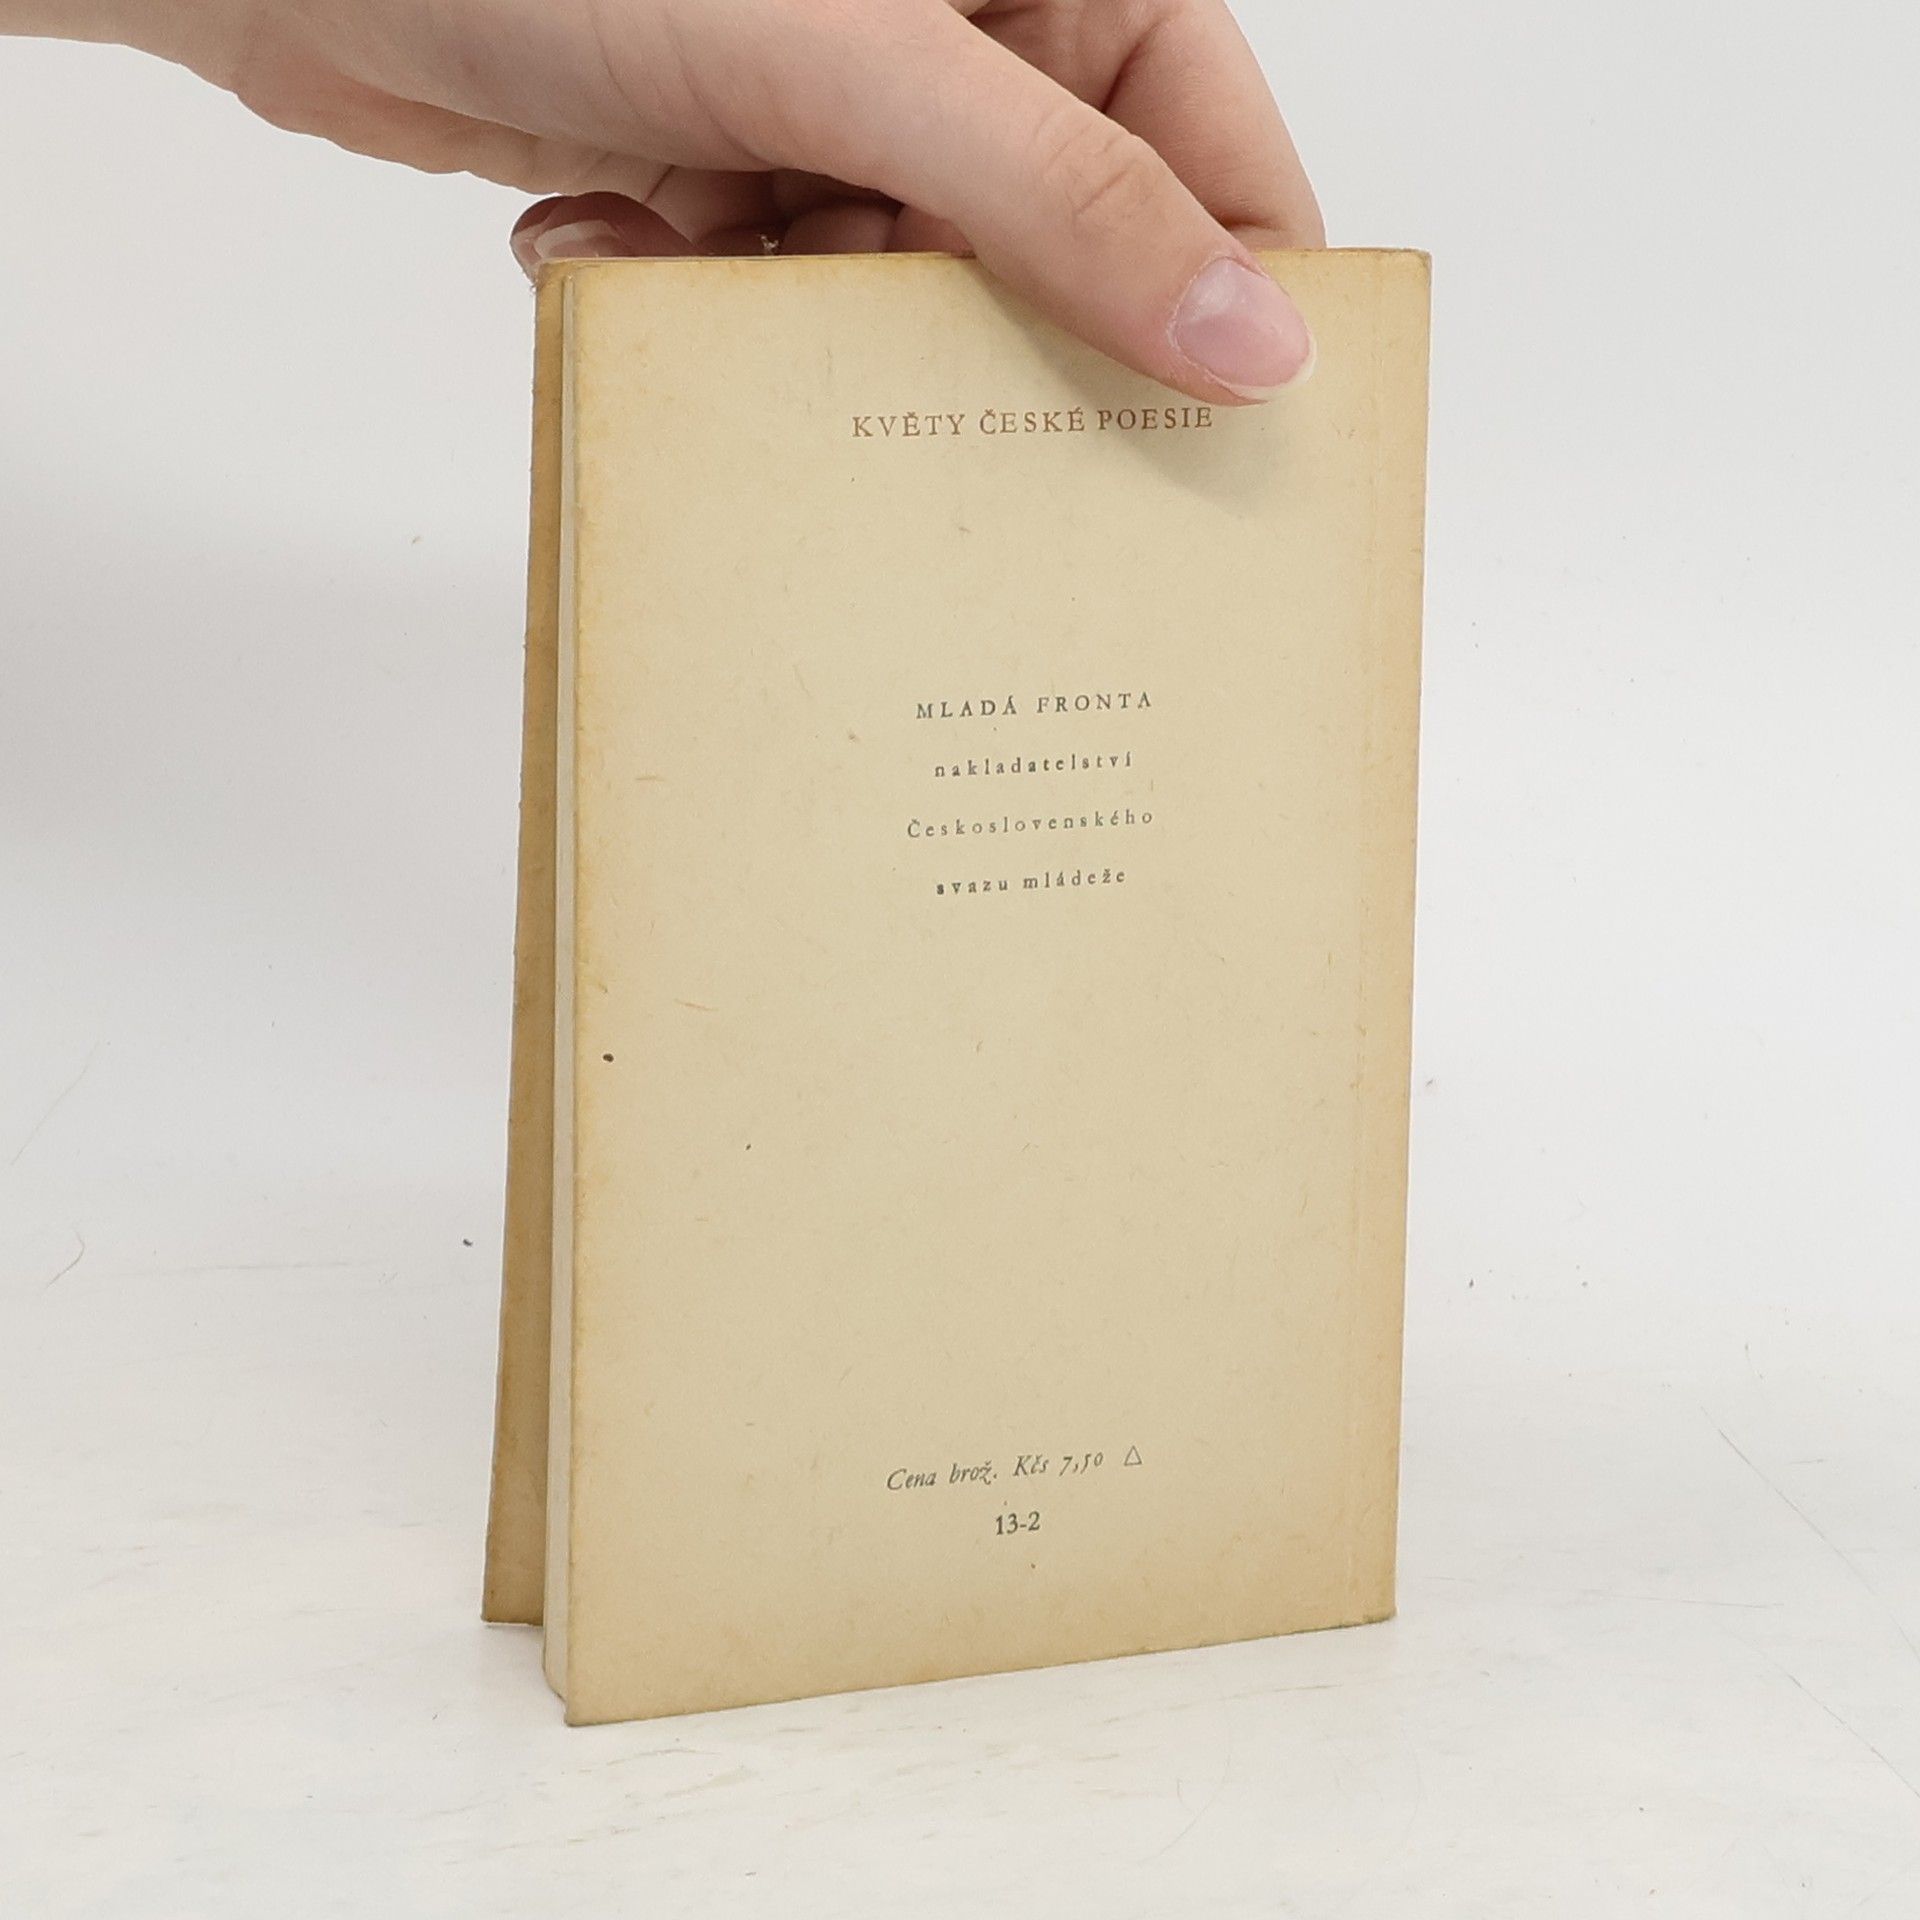 KVĚTY ČESKÉ POESIE
MLADÁ FRONTA
nakladatelství
Československého
svazu mládeže
Cena brož. Kčs 7,50 △
13-2